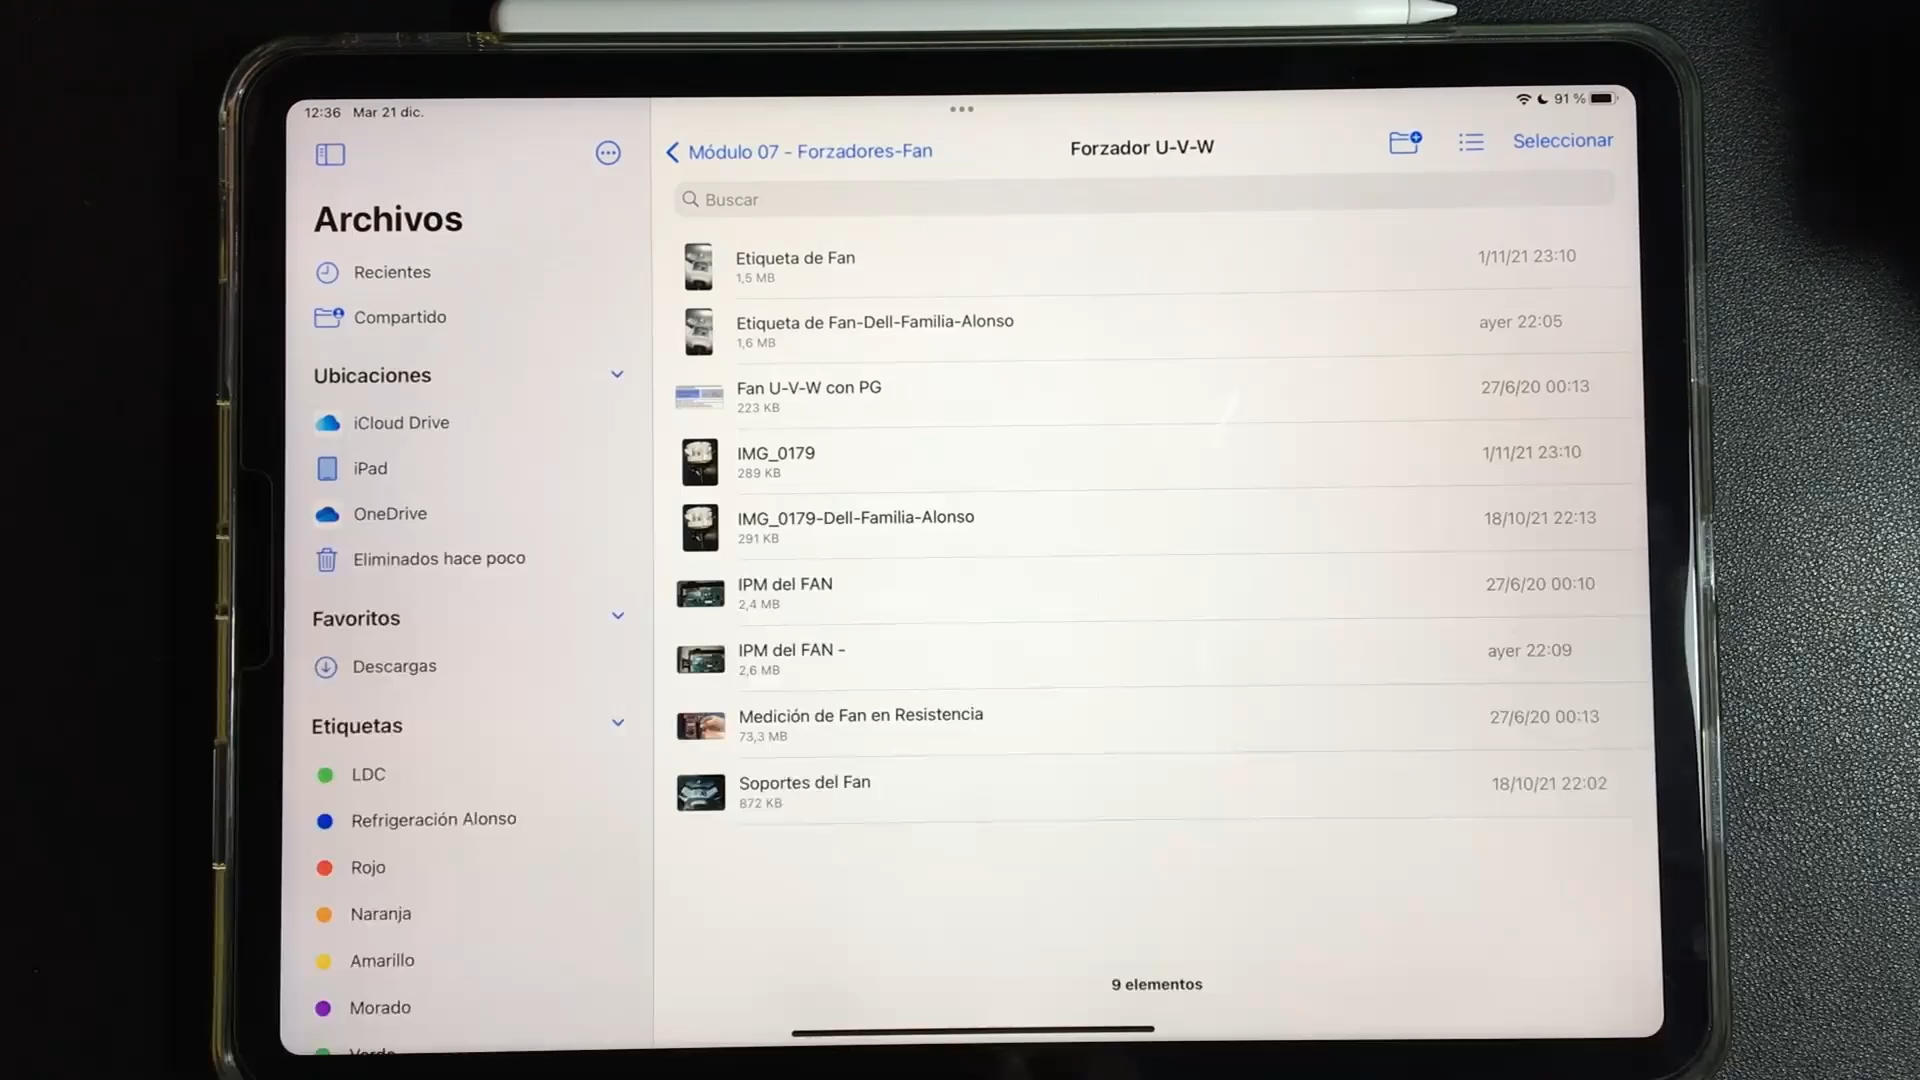 12:36 Mar 21 dic.
91 %
Archivos
Recientes
Compartido
Ubicaciones
iCloud Drive
iPad
OneDrive
Eliminados hace poco
Favoritos
Descargas
Etiquetas
LDC
Refrigeración Alonso
Rojo
Naranja
Amarillo
Morado
Verde
Módulo 07 - Forzadores-Fan
Forzador U-V-W
Seleccionar
Buscar
Etiqueta de Fan
1/11/21 23:10
1,5 MB
Etiqueta de Fan-Dell-Familia-Alonso
ayer 22:05
1,6 MB
Fan U-V-W con PG
27/6/20 00:13
223 KB
IMG_0179
1/11/21 23:10
289 KB
IMG_0179-Dell-Familia-Alonso
18/10/21 22:13
291 KB
IPM del FAN
27/6/20 00:10
2,4 MB
IPM del FAN -
ayer 22:09
2,6 MB
Medición de Fan en Resistencia
27/6/20 00:13
73,3 MB
Soportes del Fan
18/10/21 22:02
872 KB
9 elementos